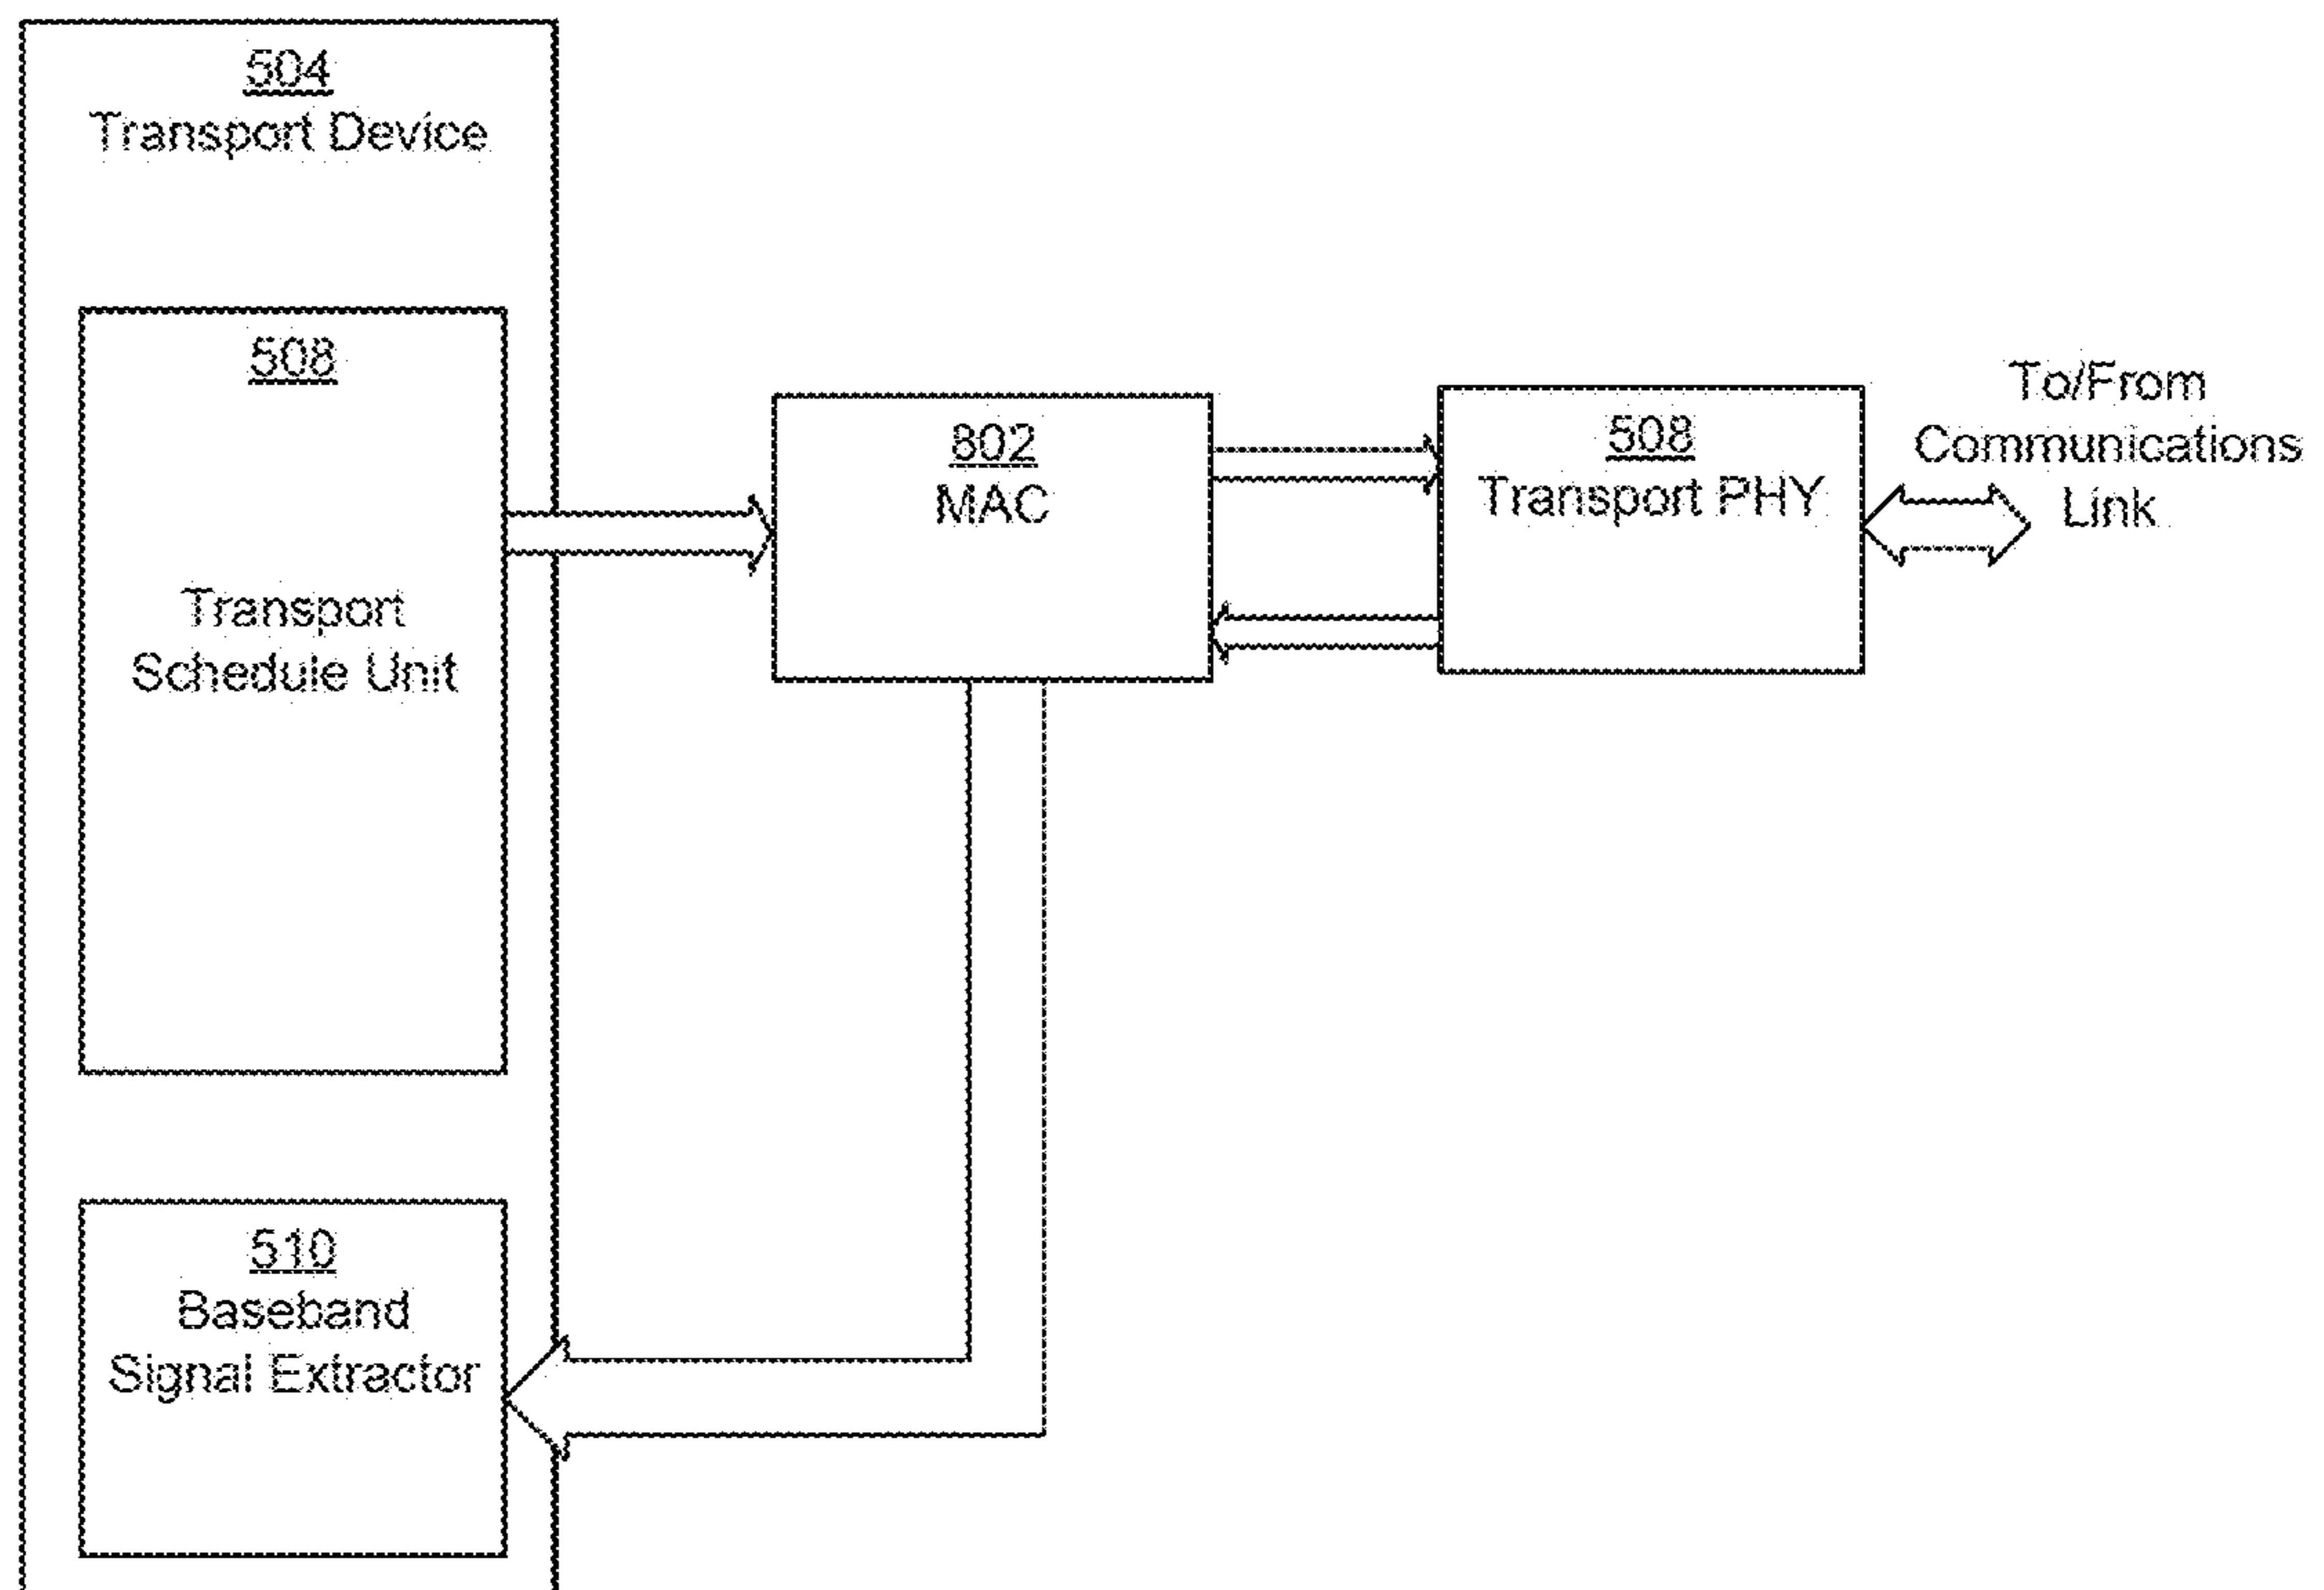 504
Transport Device
508
Transport
Schedule Unit
802
MAC
508
Transport PHY
To/From
Communications
Link
510
Baseband
Signal Extractor